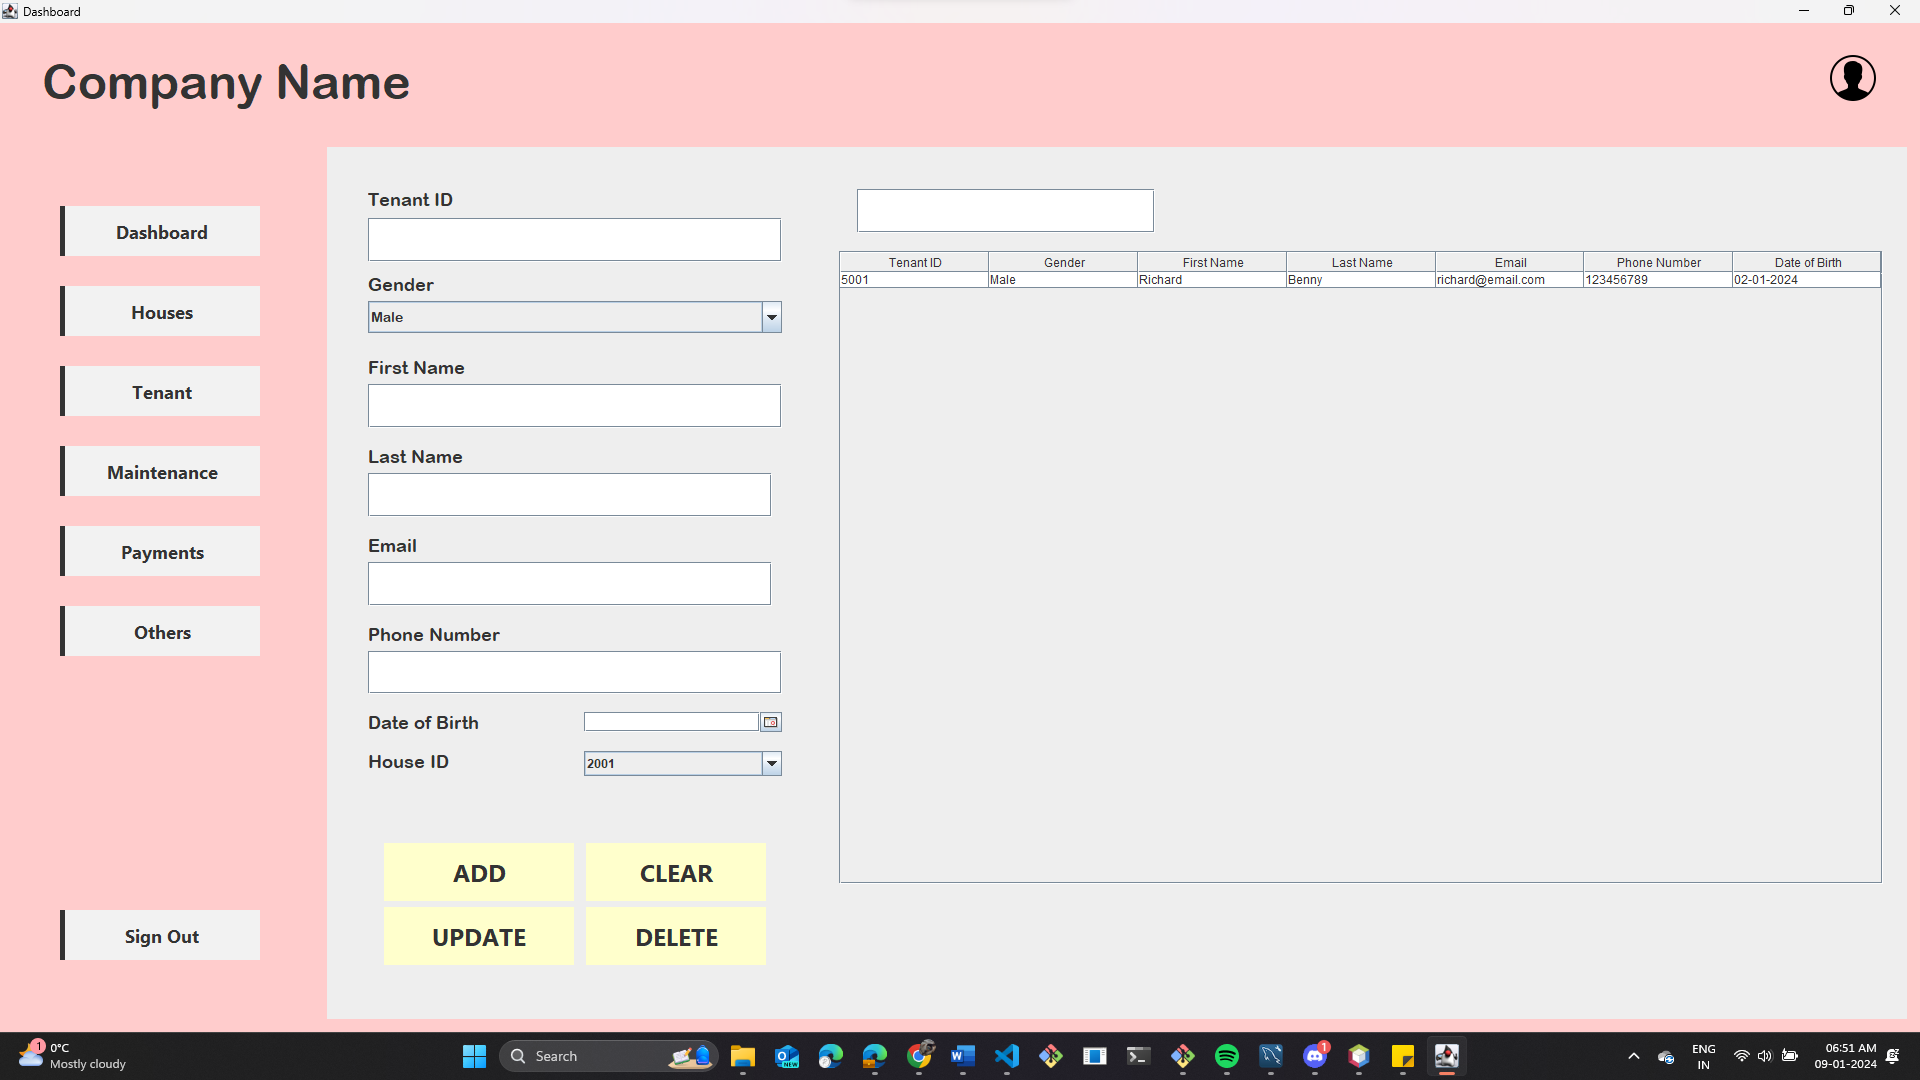 Dashboard
Company Name
Dashboard
Houses
Tenant
Maintenance
Payments
Others
Sign Out
Tenant ID
Gender
Male
First Name
Last Name
Email
Phone Number
Date of Birth
House ID
2001
ADD
CLEAR
UPDATE
DELETE
Tenant ID Gender First Name Last Name Email Phone Number Date of Birth
5001 Male Richard Benny richard@email.com 123456789 02-01-2024
1
0°C
Mostly cloudy
Search
NEW
1
ENG
IN
06:51 AM
09-01-2024